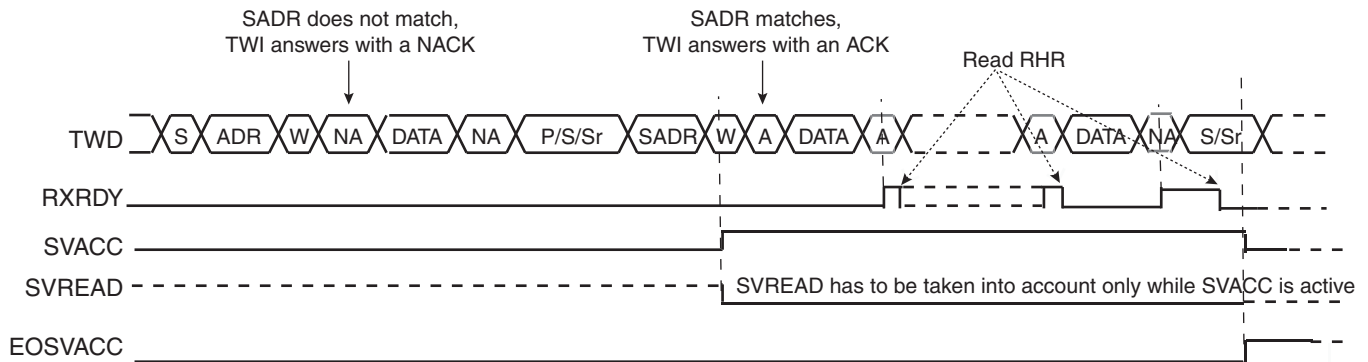 SADR does not match,
TWI answers with a NACK
SADR matches,
TWI answers with an ACK
Read RHR
TWD S ADR W NA DATA NA P/S/Sr SADR W A DATA A A DATA NA S/Sr
RXRDY
SVACC
SVREAD SVREAD has to be taken into account only while SVACC is active
EOSVACC